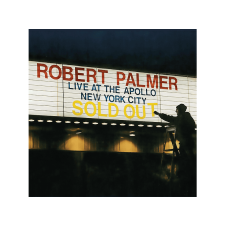 ROBERT PALMER
LIVE AT THE APOLLO
NEW YORK CITY
SOLD OUT